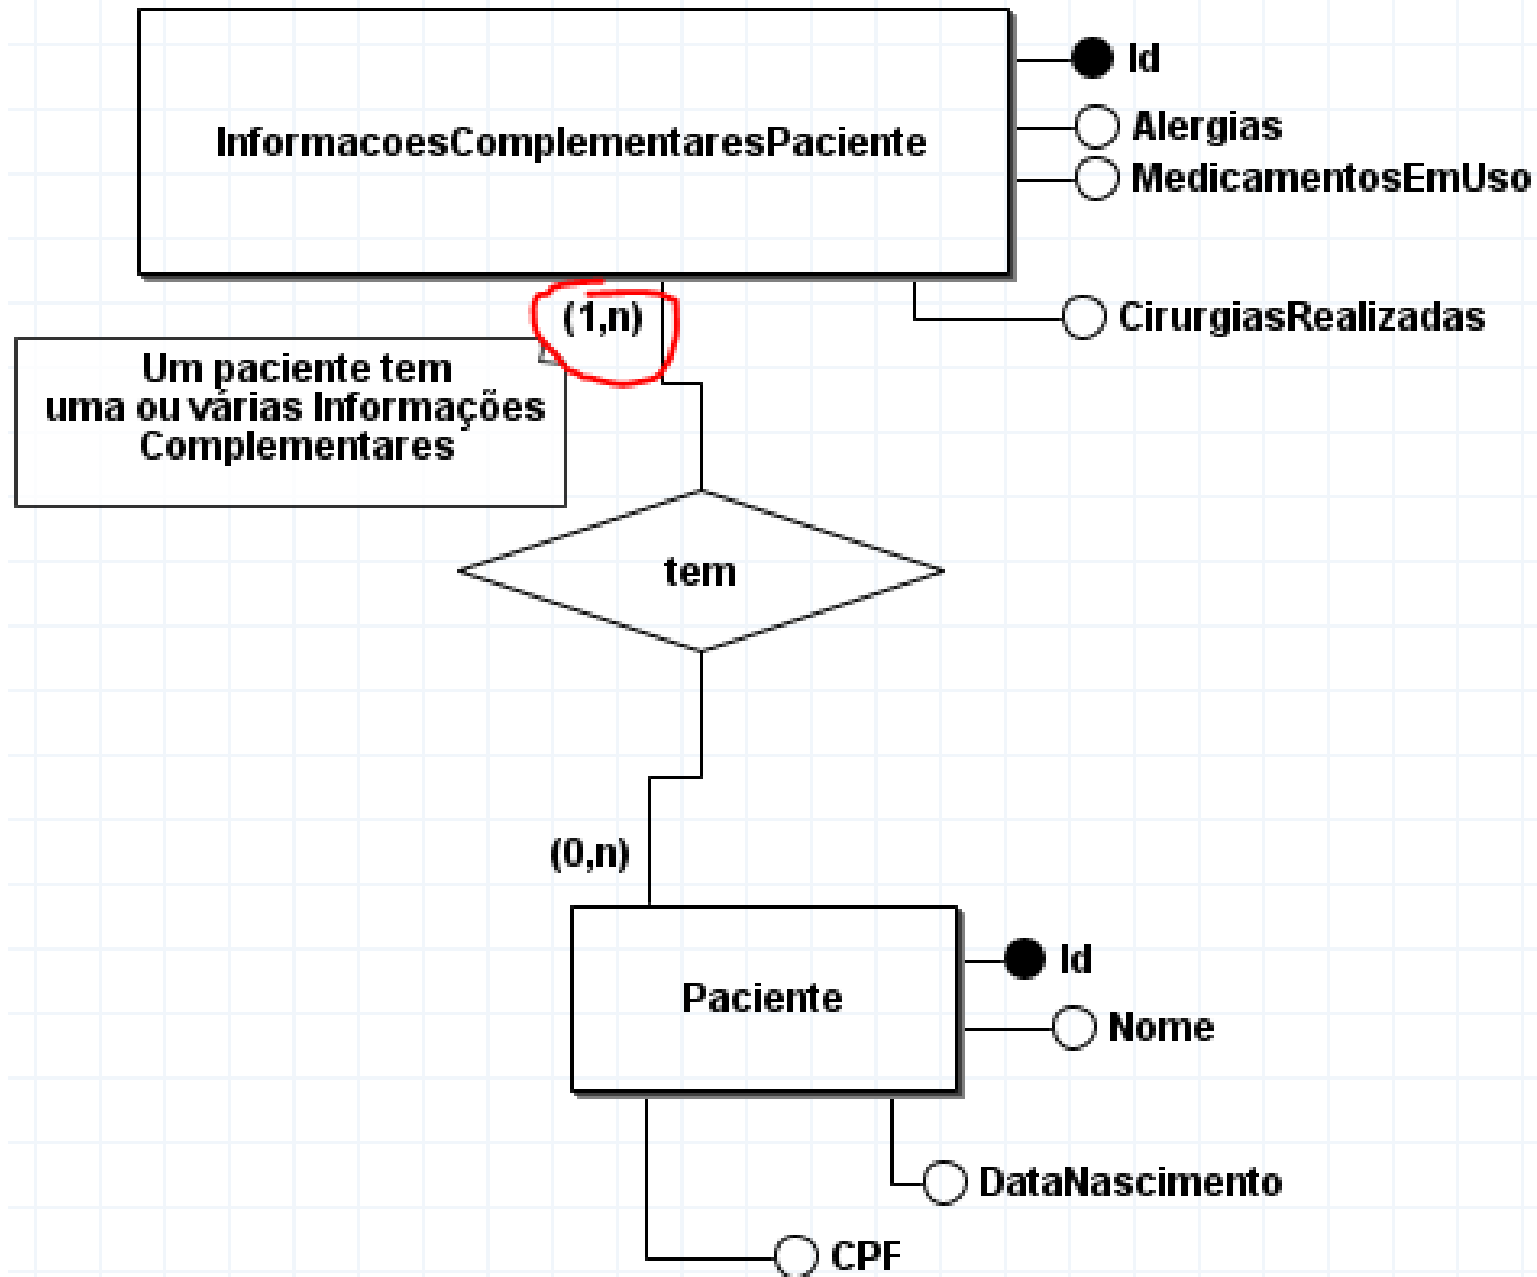 Id
InformacoesComplementaresPaciente
Alergias
MedicamentosEmUso
(1,n)
CirurgiasRealizadas
Um paciente tem
uma ou várias Informações
Complementares
tem
(0,n)
Id
Paciente
Nome
DataNascimento
CPF